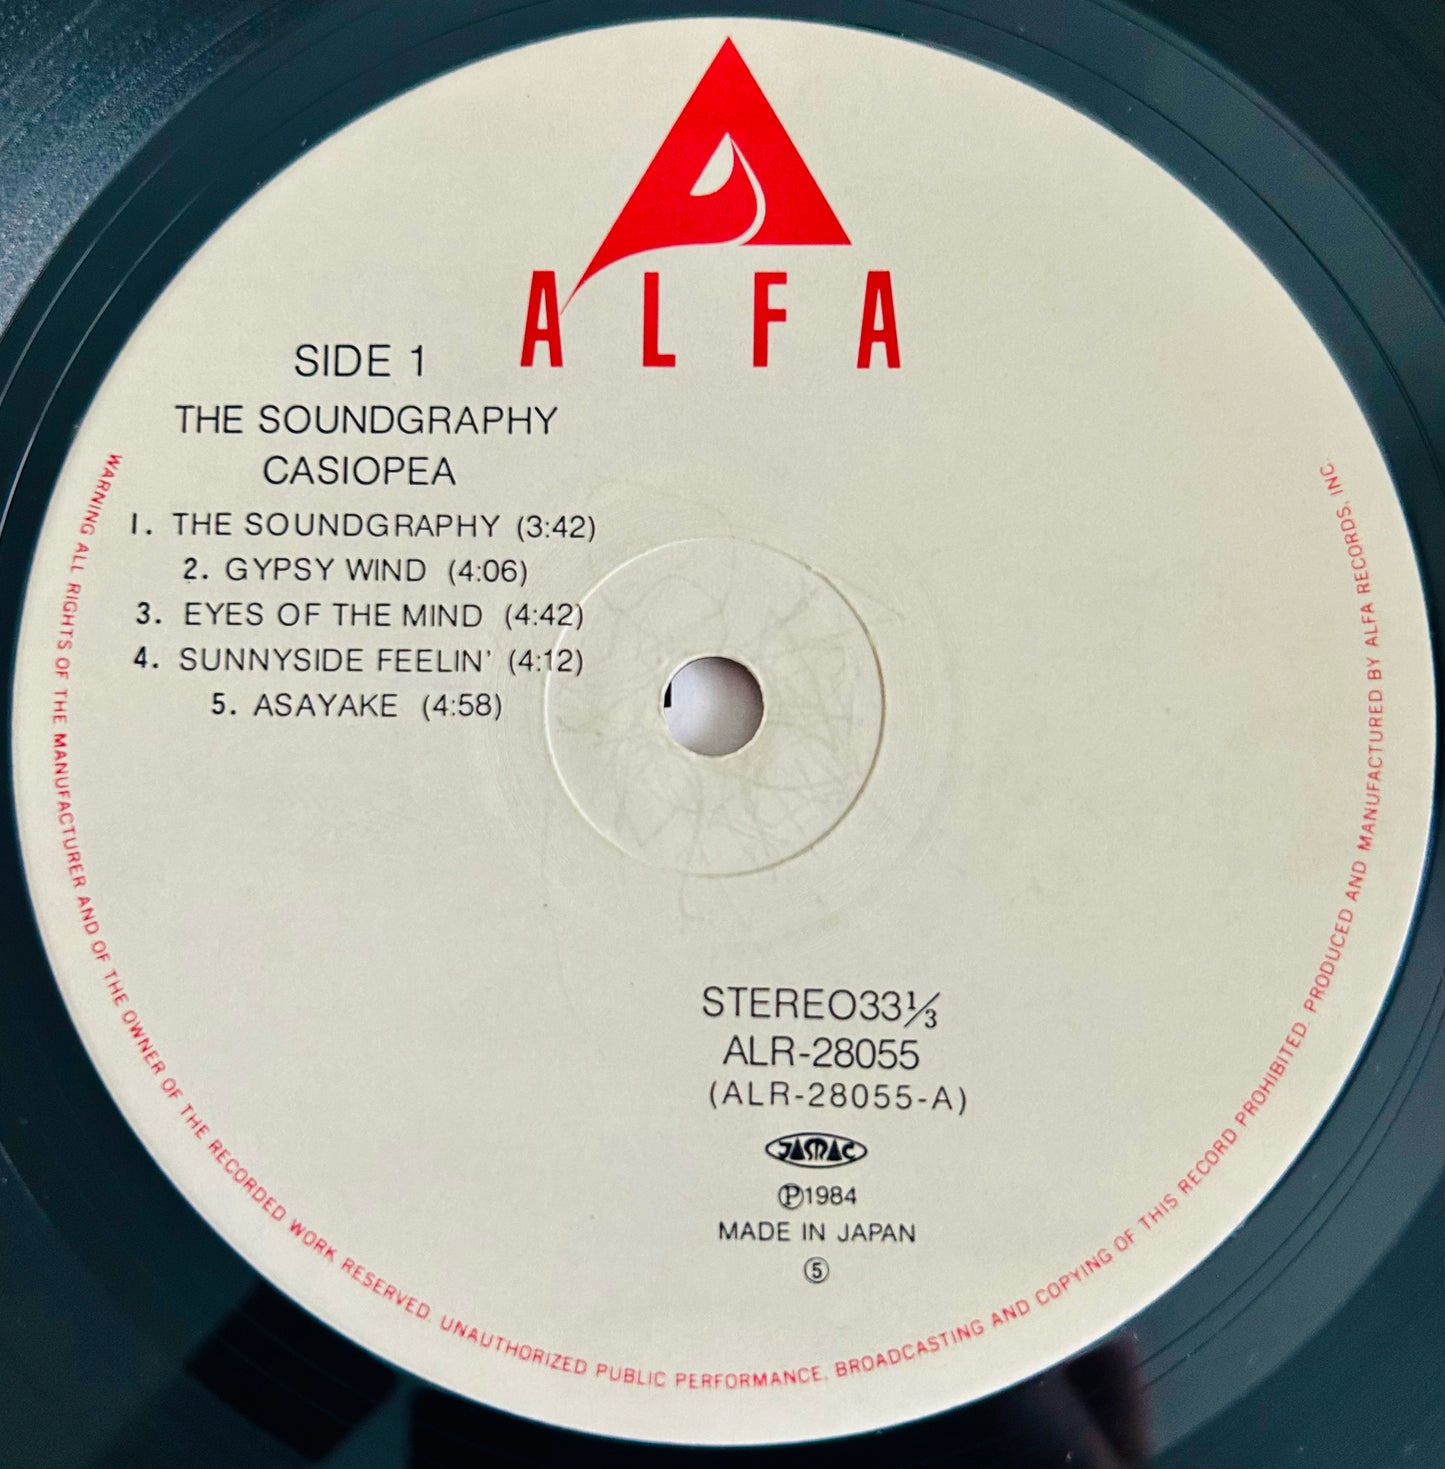 ALFA
SIDE 1
THE SOUNDGRAPHY
CASIOPEA
1. THE SOUNDGRAPHY (3:42)
2. GYPSY WIND (4:06)
3. EYES OF THE MIND (4:42)
4. SUNNYSIDE FEELIN' (4:12)
5. ASAYAKE (4:58)
STEREO33⅓
ALR-28055
(ALR-28055-A)
JASRAC
Ⓟ1984
MADE IN JAPAN
⑤
WARNING ALL RIGHTS OF THE MANUFACTURER AND OF THE OWNER OF THE RECORDED WORK RESERVED. UNAUTHORIZED PUBLIC PERFORMANCE, BROADCASTING AND COPYING OF THIS RECORD PROHIBITED. PRODUCED AND MANUFACTURED BY ALFA RECORDS, INC.